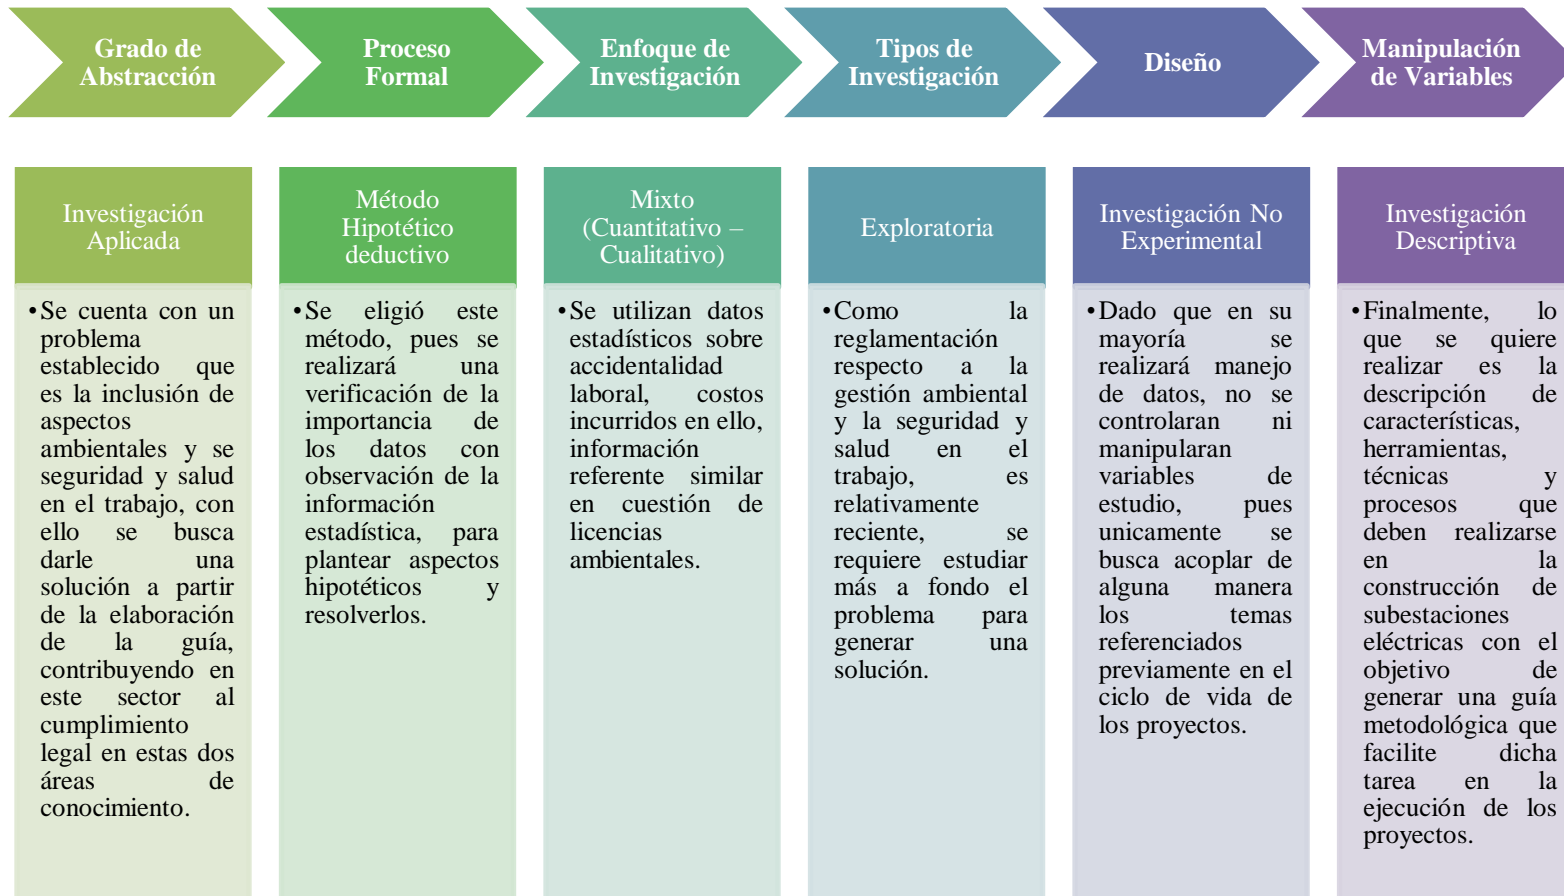 Grado de
Abstracción
Proceso
Formal
Enfoque de
Investigación
Tipos de
Investigación
Diseño
Manipulación
de Variables
Investigación
Aplicada
•Se cuenta con un
problema
establecido que
es la inclusión de
aspectos
ambientales y se
seguridad y salud
en el trabajo, con
ello se busca
darle una
solución a partir
de la elaboración
de la guía,
contribuyendo en
este sector al
cumplimiento
legal en estas dos
áreas de
conocimiento.
Método
Hipotético
deductivo
•Se eligió este
método, pues se
realizará una
verificación de la
importancia de
los datos con
observación de la
información
estadística, para
plantear aspectos
hipotéticos y
resolverlos.
Mixto
(Cuantitativo –
Cualitativo)
•Se utilizan datos
estadísticos sobre
accidentalidad
laboral, costos
incurridos en ello,
información
referente similar
en cuestión de
licencias
ambientales.
Exploratoria
•Como la
reglamentación
respecto a la
gestión ambiental
y la seguridad y
salud en el
trabajo, es
relativamente
reciente, se
requiere estudiar
más a fondo el
problema para
generar una
solución.
Investigación No
Experimental
•Dado que en su
mayoría se
realizará manejo
de datos, no se
controlaran ni
manipularan
variables de
estudio, pues
unicamente se
busca acoplar de
alguna manera
los temas
referenciados
previamente en el
ciclo de vida de
los proyectos.
Investigación
Descriptiva
•Finalmente, lo
que se quiere
realizar es la
descripción de
características,
herramientas,
técnicas y
procesos que
deben realizarse
en la
construcción de
subestaciones
eléctricas con el
objetivo de
generar una guía
metodológica que
facilite dicha
tarea en la
ejecución de los
proyectos.